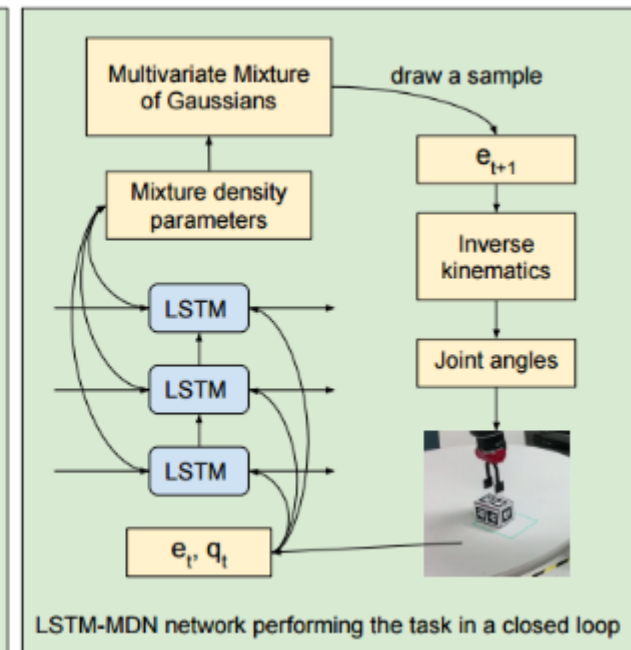 Multivariate Mixture
of Gaussians
draw a sample
e_{t+1}
Mixture density
parameters
Inverse
kinematics
LSTM
Joint angles
LSTM
LSTM
e_t, q_t
LSTM-MDN network performing the task in a closed loop